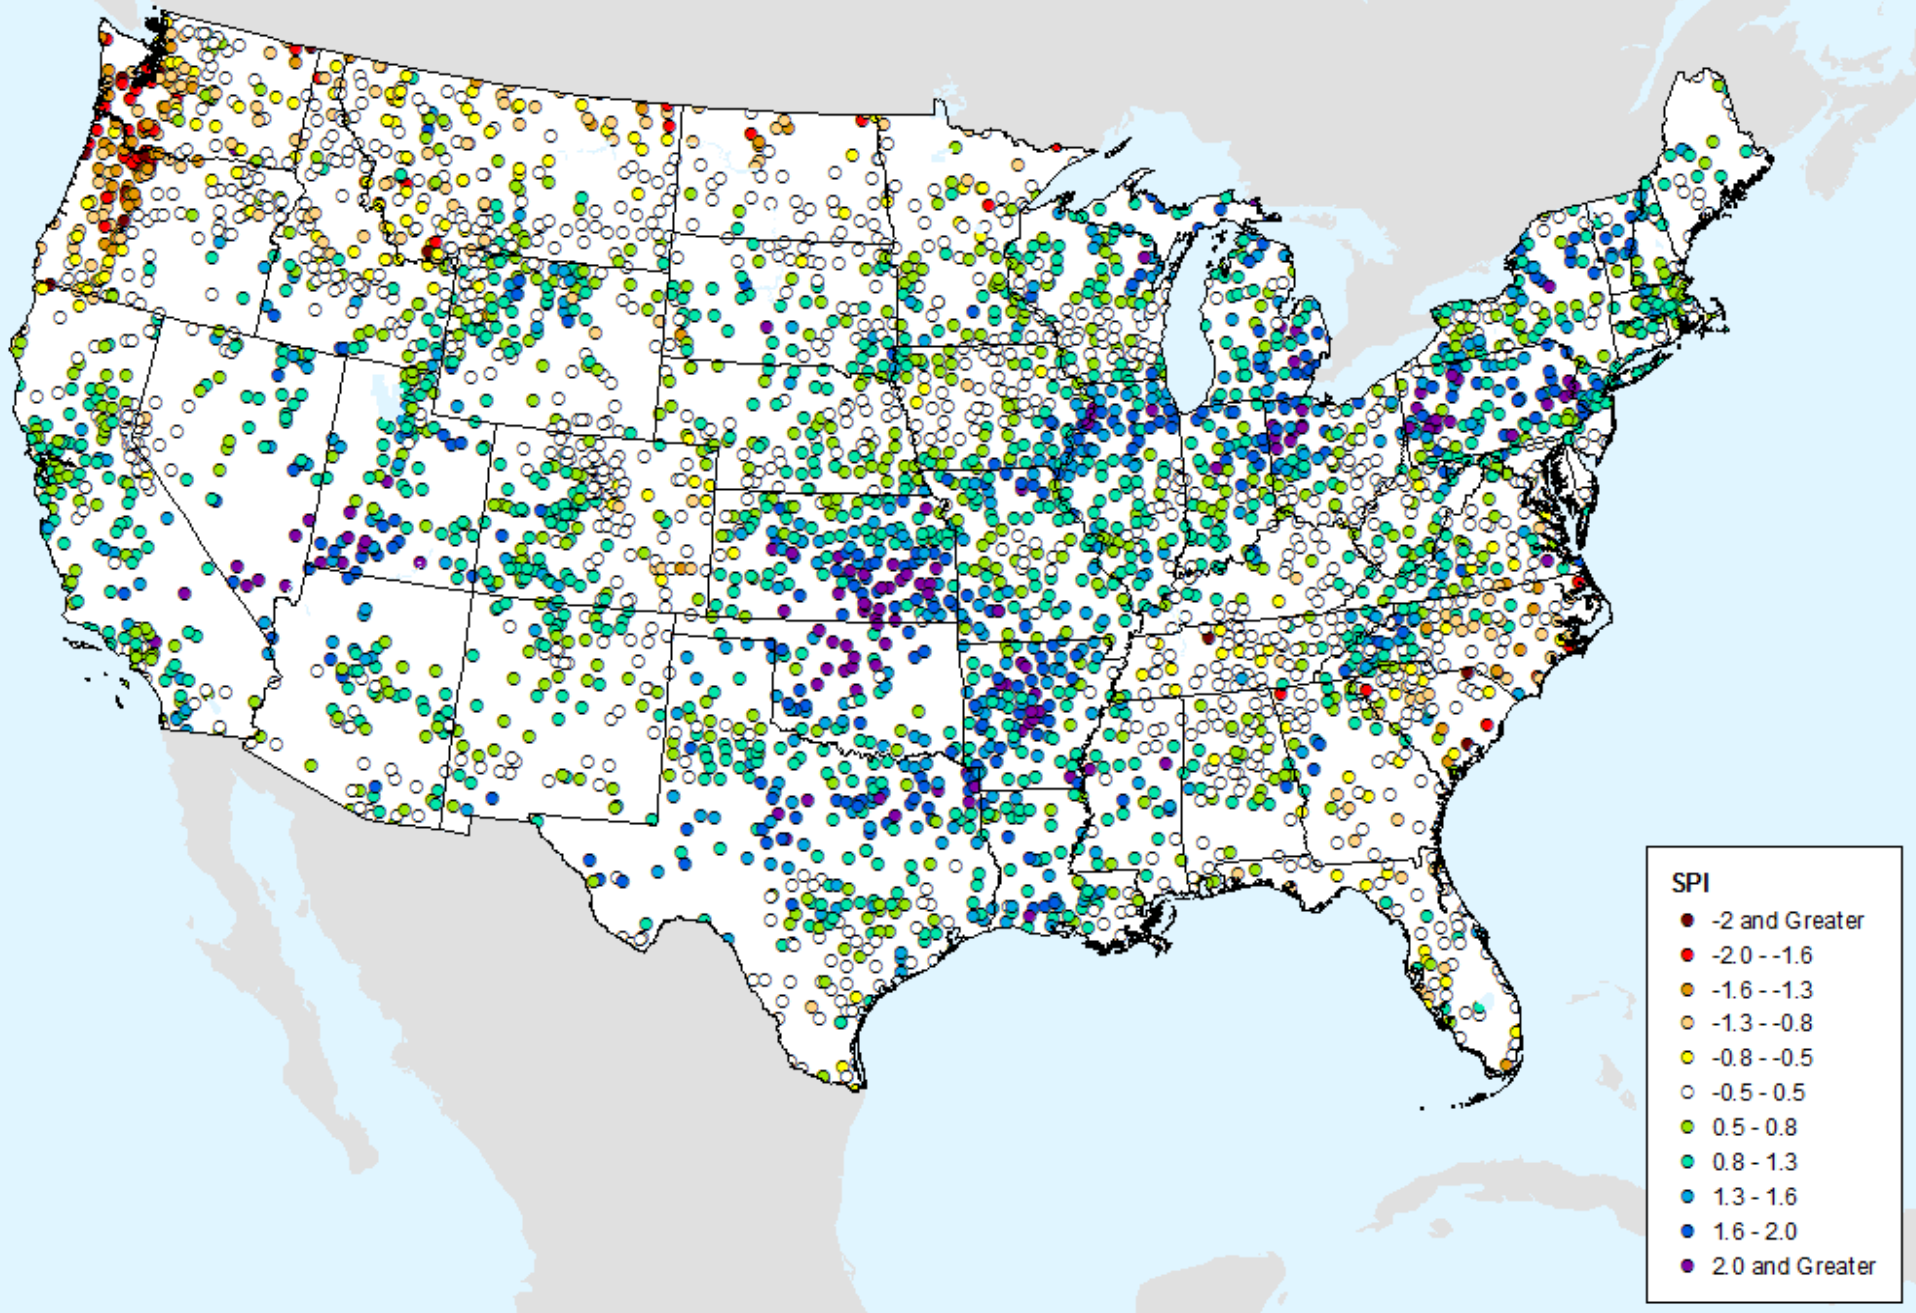 SPI
-2 and Greater
-2.0 - -1.6
-1.6 - -1.3
-1.3 - -0.8
-0.8 - -0.5
-0.5 - 0.5
0.5 - 0.8
0.8 - 1.3
1.3 - 1.6
1.6 - 2.0
2.0 and Greater